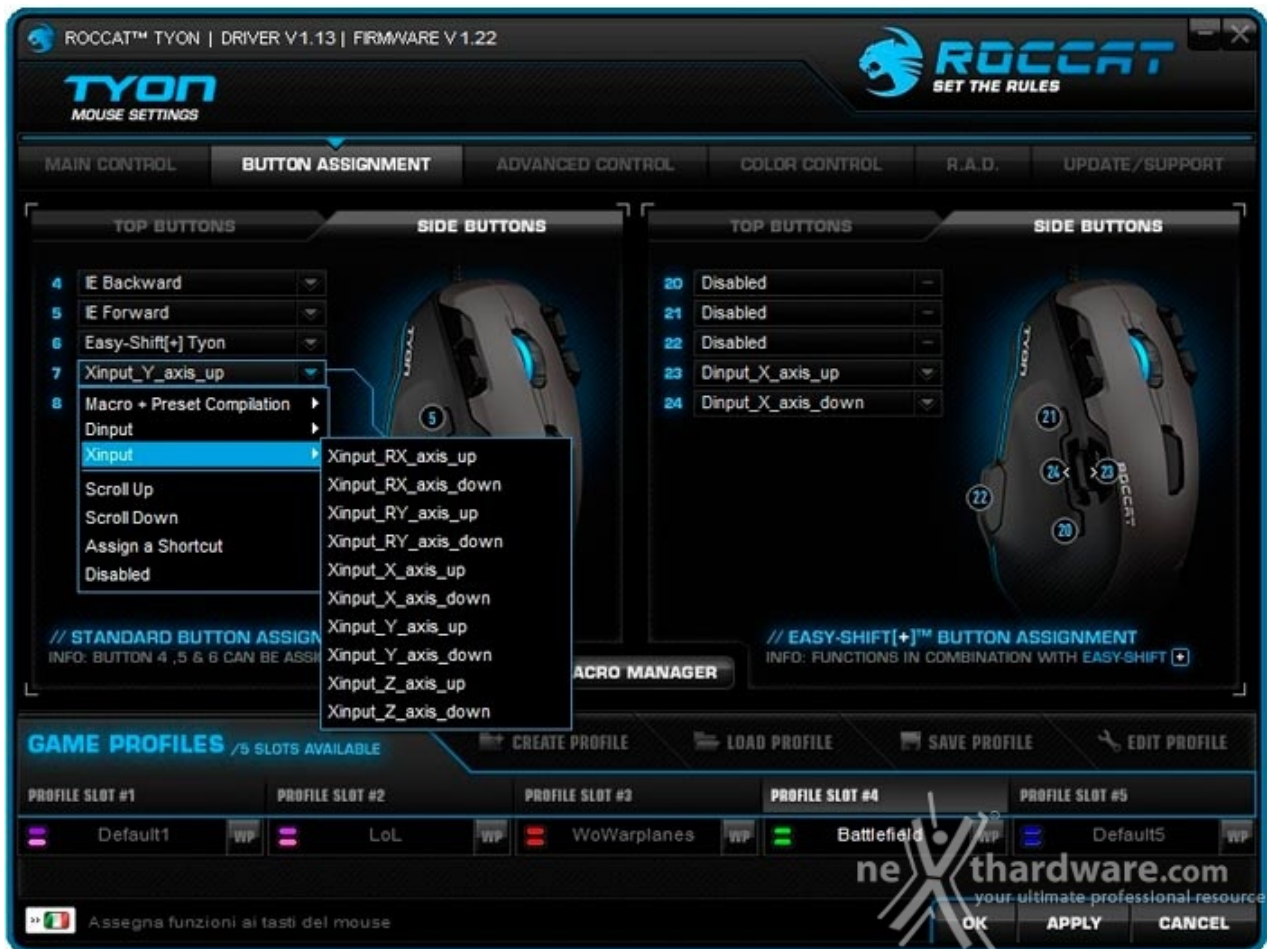 ROCCAT™ TYON | DRIVER V 1.13 | FIRMWARE V 1.22
ROCCAT
SET THE RULES
TYON
MOUSE SETTINGS
MAIN CONTROL BUTTON ASSIGNMENT ADVANCED CONTROL COLOR CONTROL R.A.D. UPDATE/SUPPORT
TOP BUTTONS SIDE BUTTONS
4 IE Backward
5 IE Forward
6 Easy-Shift[+] Tyon
7 Xinput_Y_axis_up
8 Macro + Preset Compilation
Dinput
Xinput
Scroll Up
Scroll Down
Assign a Shortcut
Disabled
Xinput_RX_axis_up
Xinput_RX_axis_down
Xinput_RY_axis_up
Xinput_RY_axis_down
Xinput_X_axis_up
Xinput_X_axis_down
Xinput_Y_axis_up
Xinput_Y_axis_down
Xinput_Z_axis_up
Xinput_Z_axis_down
TYON
5
// STANDARD BUTTON ASSIGN
INFO: BUTTON 4 ,5 & 6 CAN BE ASSI
ACRO MANAGER
TOP BUTTONS SIDE BUTTONS
20 Disabled
21 Disabled
22 Disabled
23 Dinput_X_axis_up
24 Dinput_X_axis_down
TYON
21
24 < > 23
22
20
ROCCAT
// EASY-SHIFT[+]™ BUTTON ASSIGNMENT
INFO: FUNCTIONS IN COMBINATION WITH EASY-SHIFT [+]
GAME PROFILES /5 SLOTS AVAILABLE
CREATE PROFILE LOAD PROFILE SAVE PROFILE EDIT PROFILE
PROFILE SLOT #1 PROFILE SLOT #2 PROFILE SLOT #3 PROFILE SLOT #4 PROFILE SLOT #5
Default1 WP LoL WP WoWarplanes WP Battlefield WP Default5 WP
nexthardware.com
your ultimate professional resource
Assegna funzioni ai tasti del mouse
OK APPLY CANCEL